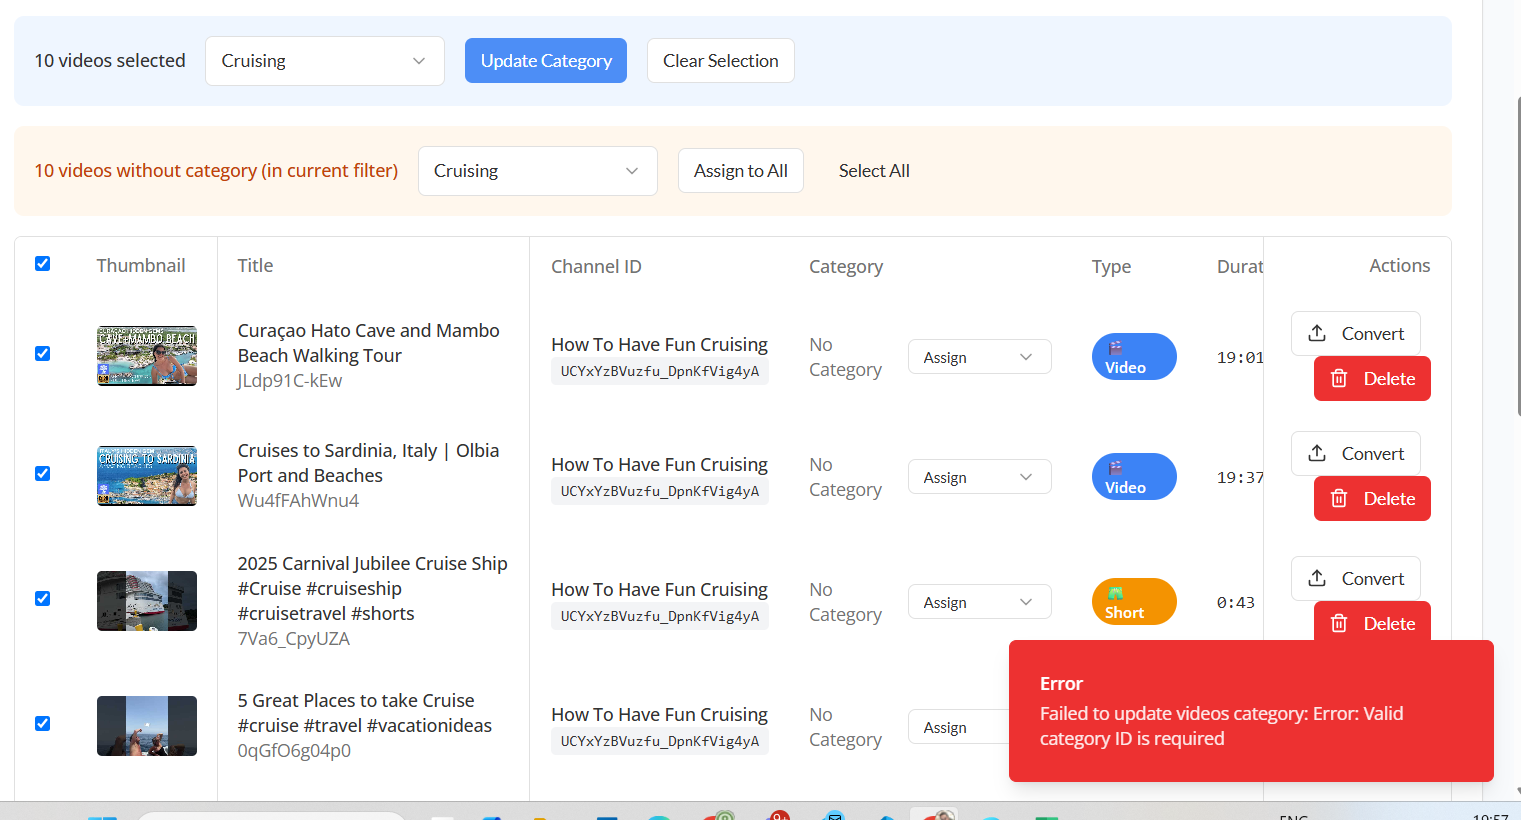 10 videos selected
Cruising
Update Category
Clear Selection
10 videos without category (in current filter)
Cruising
Assign to All
Select All
Thumbnail
Title
Channel ID
Category
Type
Durat
Actions
CAVE+MAMBO BEACH
Curaçao Hato Cave and Mambo
Beach Walking Tour
JLdp91C-kEw
How To Have Fun Cruising
UCYxYzBVuzfu_DpnKfVig4yA
No
Category
Assign
Video
19:01
Convert
Delete
CRUISING TO SARDINIA
Cruises to Sardinia, Italy | Olbia
Port and Beaches
Wu4fFAhWnu4
How To Have Fun Cruising
UCYxYzBVuzfu_DpnKfVig4yA
No
Category
Assign
Video
19:37
Convert
Delete
2025 Carnival Jubilee Cruise Ship
#Cruise #cruiseship
#cruisetravel #shorts
7Va6_CpyUZA
How To Have Fun Cruising
UCYxYzBVuzfu_DpnKfVig4yA
No
Category
Assign
Short
0:43
Convert
Delete
5 Great Places to take Cruise
#cruise #travel #vacationideas
0qGfO6g04p0
How To Have Fun Cruising
UCYxYzBVuzfu_DpnKfVig4yA
No
Category
Assign
Error
Failed to update videos category: Error: Valid
category ID is required
ENG
19:57